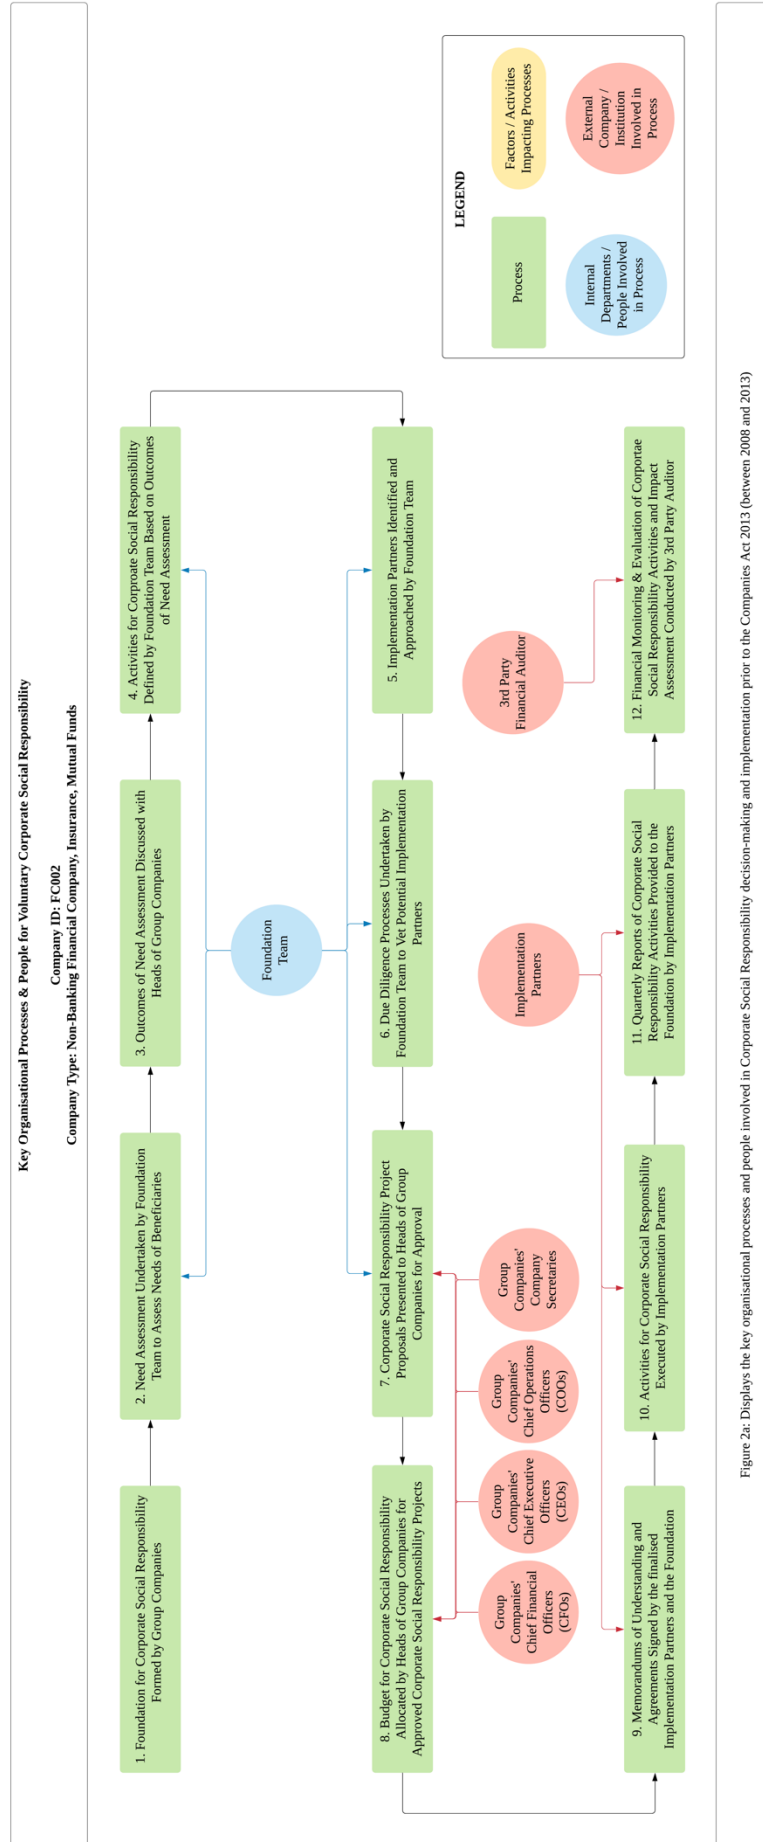 Key Organisational Processes & People for Voluntary Corporate Social Responsibility
Company ID: FC002
Company Type: Non-Banking Financial Company, Insurance, Mutual Funds
1. Foundation for Corporate Social Responsibility
Formed by Group Companies
2. Need Assessment Undertaken by Foundation
Team to Assess Needs of Beneficiaries
3. Outcomes of Need Assessment Discussed with
Heads of Group Companies
4. Activities for Corproate Social Responsibility
Defined by Foundation Team Based on Outcomes
of Need Assessment
Foundation
Team
8. Budget for Corporate Social Responsibility
Allocated by Heads of Group Companies for
Approved Corporate Social Responsibility Projects
7. Corporate Social Responsibility Project
Proposals Presented to Heads of Group
Companies for Approval
6. Due Diligence Processes Undertaken by
Foundation Team to Vet Potential Implementation
Partners
5. Implementation Partners Identified and
Approached by Foundation Team
Group
Companies'
Chief Financial
Officers
(CFOs)
Group
Companies'
Chief Executive
Officers
(CEOs)
Group
Companies'
Chief Operations
Officers
(COOs)
Group
Companies'
Company
Secretaries
Implementation
Partners
3rd Party
Financial Auditor
9. Memorandums of Understanding and
Agreements Signed by the finalised
Implementation Partners and the Foundation
10. Activities for Corporate Social Responsibility
Executed by Implementation Partners
11. Quarterly Reports of Corporate Social
Responsibility Activities Provided to the
Foundation by Implementation Partners
12. Financial Monitoring & Evaluation of Corportae
Social Responsibility Activities and Impact
Assessment Conducted by 3rd Party Auditor
LEGEND
Process
Factors / Activities
Impacting Processes
Internal
Departments /
People Involved
in Process
External
Company /
Institution
Involved in
Process
Figure 2a: Displays the key organisational processes and people involved in Corporate Social Responsibility decision-making and implementation prior to the Companies Act 2013 (between 2008 and 2013)